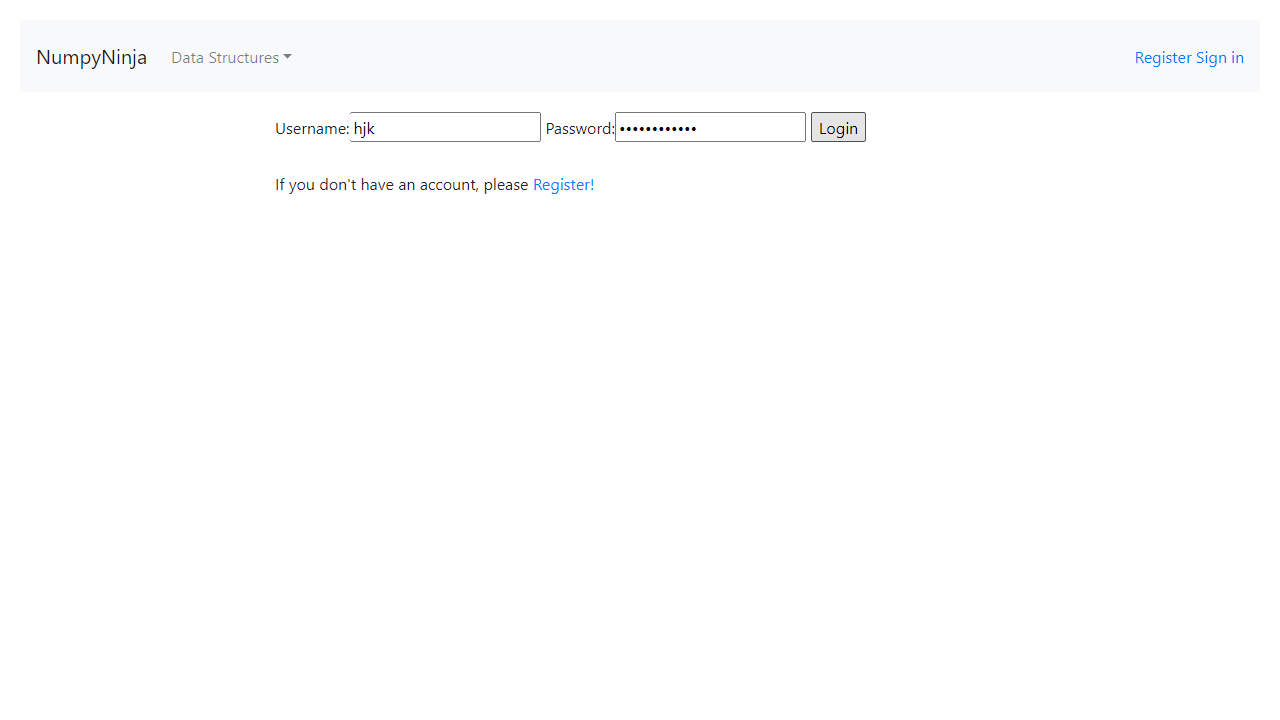 NumpyNinja Data Structures Register Sign in
Username: hjk Password: •••••••••••• Login
If you don't have an account, please Register!